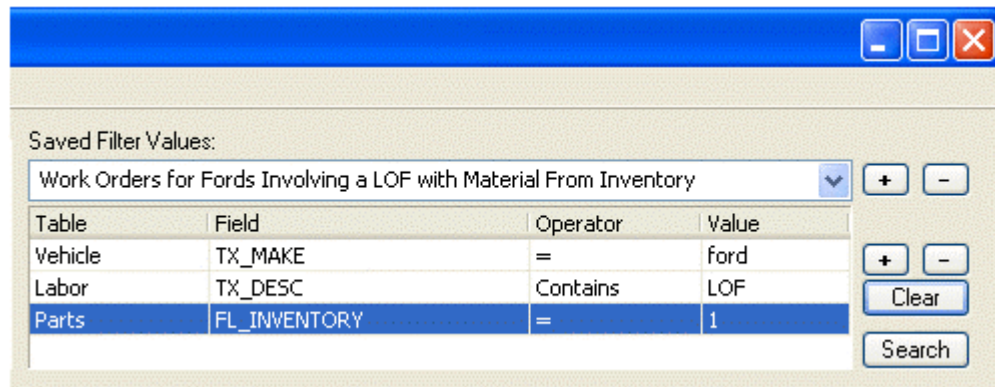 Saved Filter Values:
Work Orders for Fords Involving a LOF with Material From Inventory
+ -
Table Field Operator Value
Vehicle TX_MAKE = ford
+ -
Labor TX_DESC Contains LOF
Clear
Parts FL_INVENTORY = 1
Search